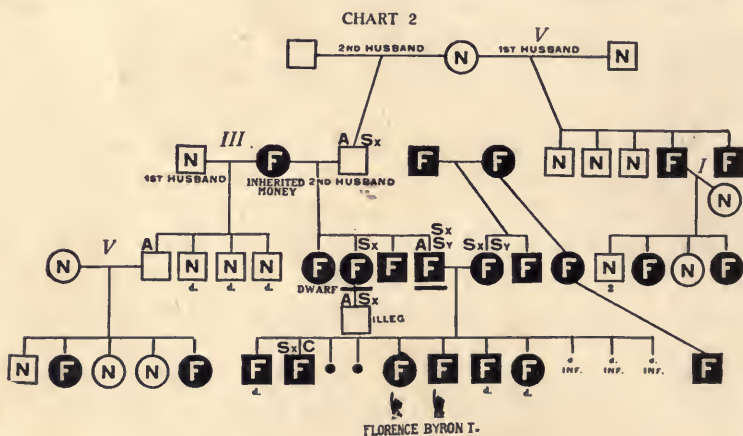 CHART 2
2ND HUSBAND N V 1ST HUSBAND N
III A Sx
N F F F N N N F F I
1ST HUSBAND INHERITED MONEY 2ND HUSBAND N
Sx
V A Sx A Sy Sx Sy
N N N N F F F F F F F N F N F
d. d. d. DWARF 2
A Sx
ILLEG
Sx C
N F N N F F F F F F F d. INF. d. INF. d. INF. F
d. d. d.
FLORENCE BYRON T.